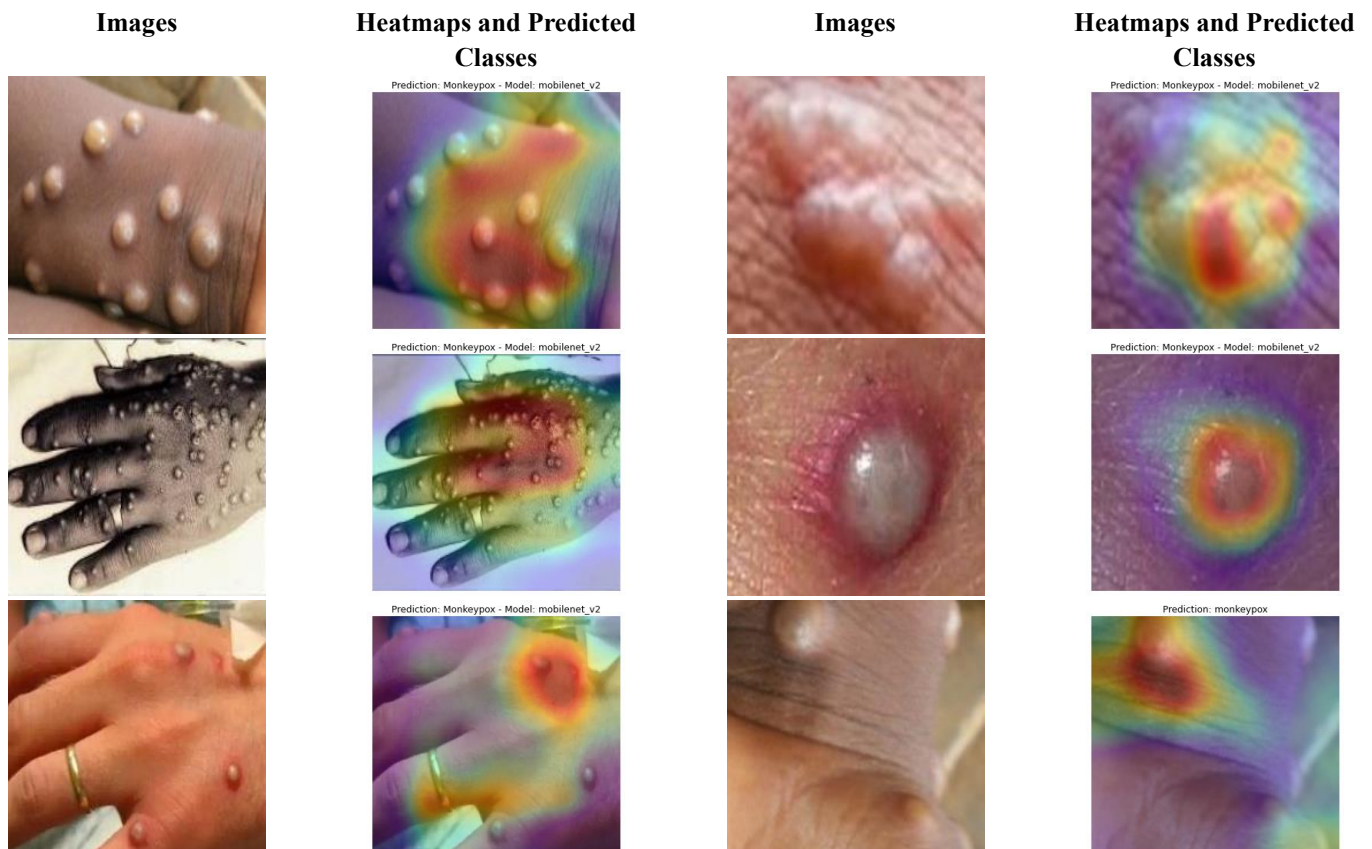 Images
Heatmaps and Predicted
Classes
Images
Heatmaps and Predicted
Classes
Prediction: Monkeypox - Model: mobilenet_v2
Prediction: Monkeypox - Model: mobilenet_v2
Prediction: Monkeypox - Model: mobilenet_v2
Prediction: Monkeypox - Model: mobilenet_v2
Prediction: Monkeypox - Model: mobilenet_v2
Prediction: monkeypox